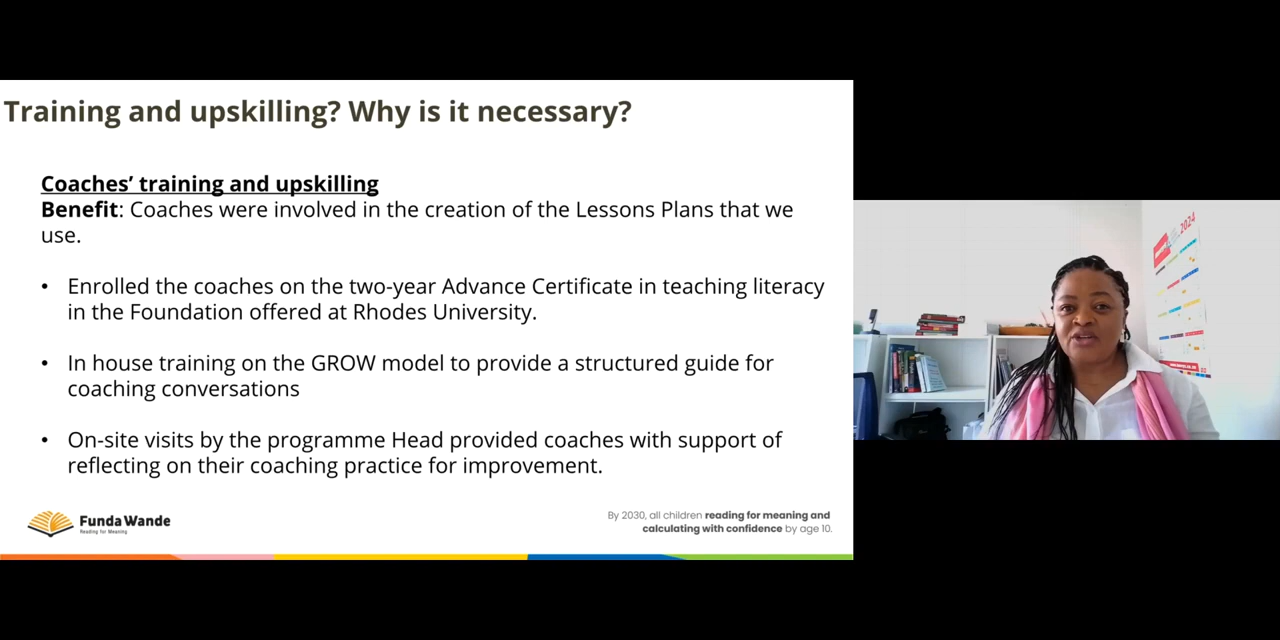 Training and upskilling? Why is it necessary?
Coaches’ training and upskilling
Benefit: Coaches were involved in the creation of the Lessons Plans that we
use.
• Enrolled the coaches on the two-year Advance Certificate in teaching literacy
in the Foundation offered at Rhodes University.
• In house training on the GROW model to provide a structured guide for
coaching conversations
• On-site visits by the programme Head provided coaches with support of
reflecting on their coaching practice for improvement.
Funda Wande
Reading for Meaning
By 2030, all children reading for meaning and
calculating with confidence by age 10.
2024